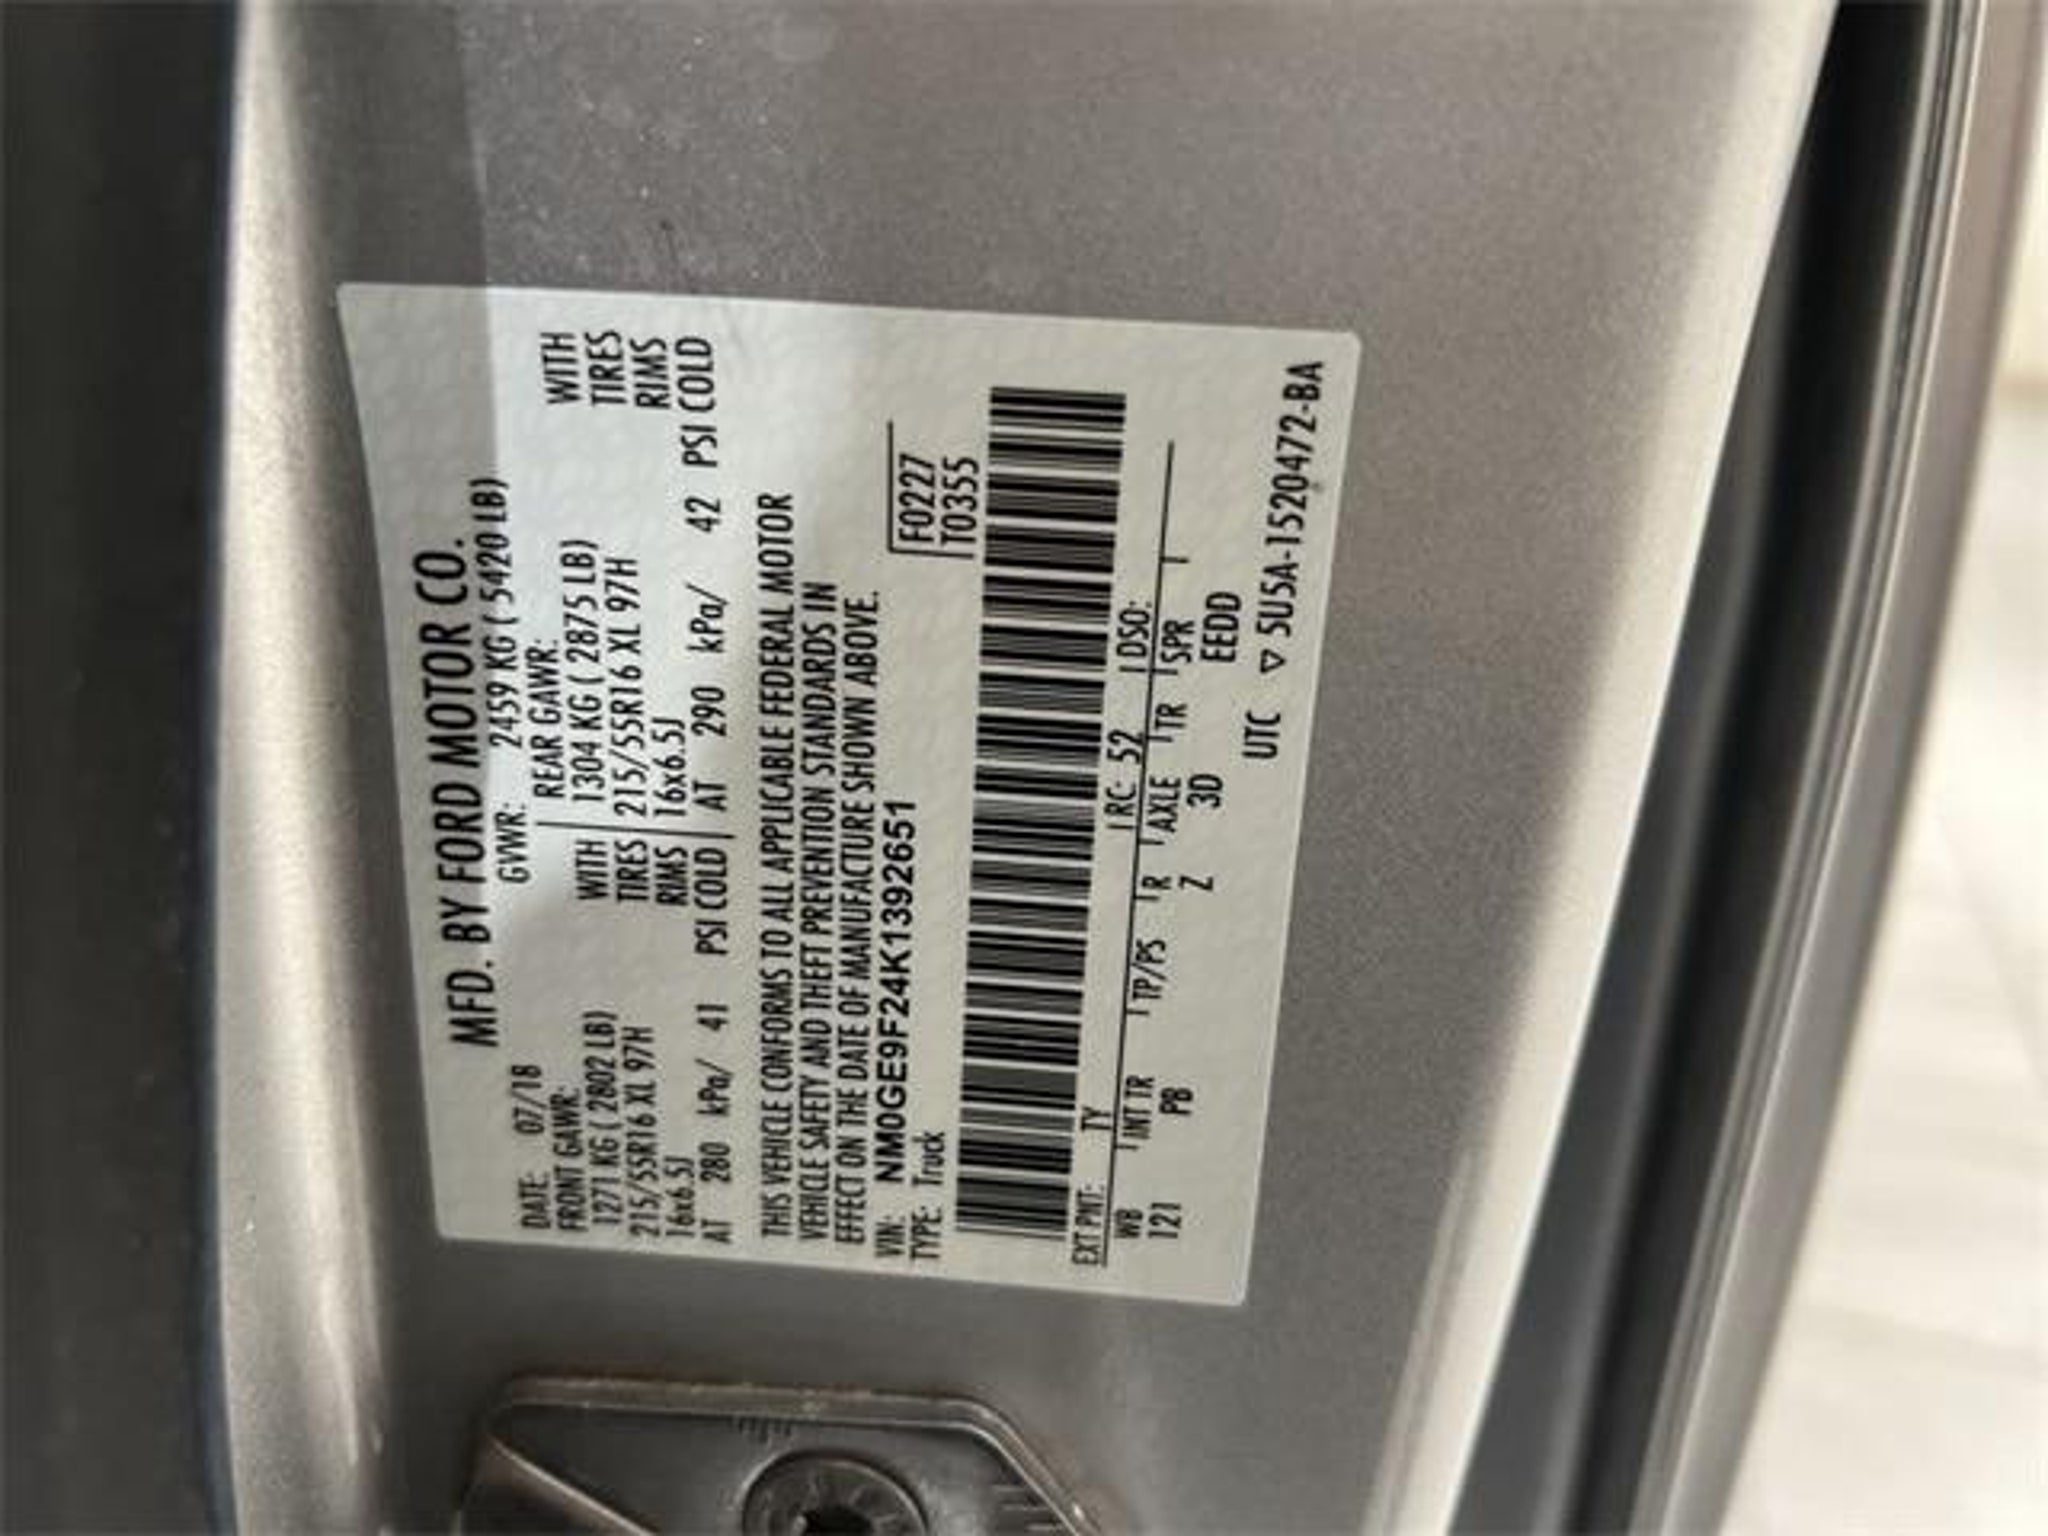 MFD. BY FORD MOTOR CO.
DATE: 07/18 GVWR: 2459 KG ( 5420 LB)
FRONT GAWR: REAR GAWR:
1271 KG ( 2802 LB) WITH 1304 KG ( 2875 LB) WITH
215/55R16 XL 97H TIRES 215/55R16 XL 97H TIRES
16x6.5J RIMS 16x6.5J RIMS
AT 280 kPa/ 41 PSI COLD AT 290 kPa/ 42 PSI COLD
THIS VEHICLE CONFORMS TO ALL APPLICABLE FEDERAL MOTOR
VEHICLE SAFETY AND THEFT PREVENTION STANDARDS IN
EFFECT ON THE DATE OF MANUFACTURE SHOWN ABOVE.
VIN: NM0GE9F24K1392651 F0227
TYPE: Truck T0355
EXT PNT: TY RC: 52 DSO:
WB INT TR TP/PS R AXLE TR SPR
121 PB Z 3D EEDD
UTC ▽ 5U5A-1520472-BA